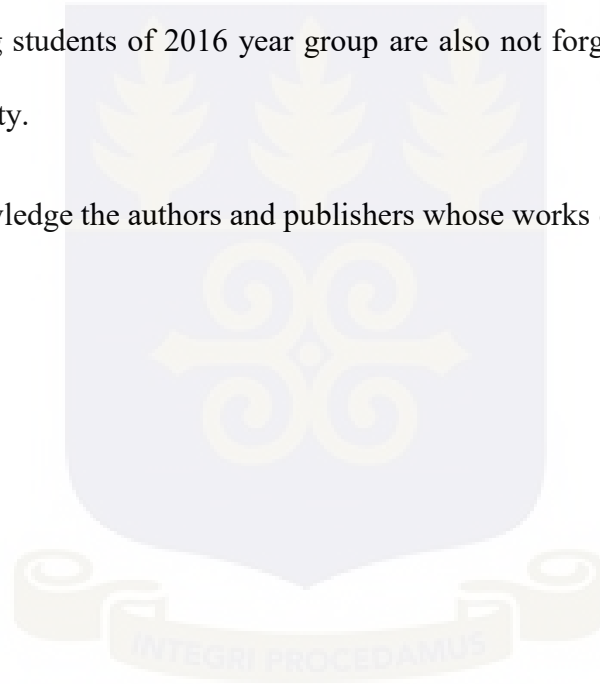 g students of 2016 year group are also not forg
ty.
ledge the authors and publishers whose works
INTEGRI PROCEDAMUS